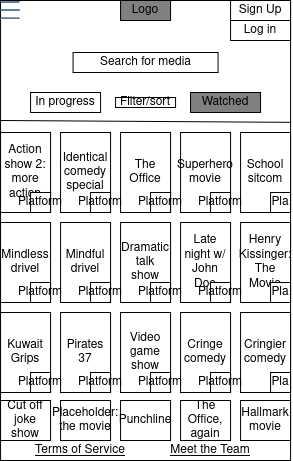 Logo
Sign Up
Log in
Search for media
In progress
Filter/sort
Watched
Action
show 2:
more
action
Platform
Identical
comedy
special
Platform
The
Office
Platform
Superhero
movie
Platform
School
sitcom
Pla
Mindless
drivel
Platform
Mindful
drivel
Platform
Dramatic
talk
show
Platform
Late
night w/
John
Doe
Platform
Henry
Kissinger:
The
Movie
Pla
Kuwait
Grips
Platform
Pirates
37
Platform
Video
game
show
Platform
Cringe
comedy
Platform
Cringier
comedy
Pla
Cut off
joke
show
Placeholder:
the movie
Punchline
The
Office,
again
Hallmark
movie
Terms of Service
Meet the Team